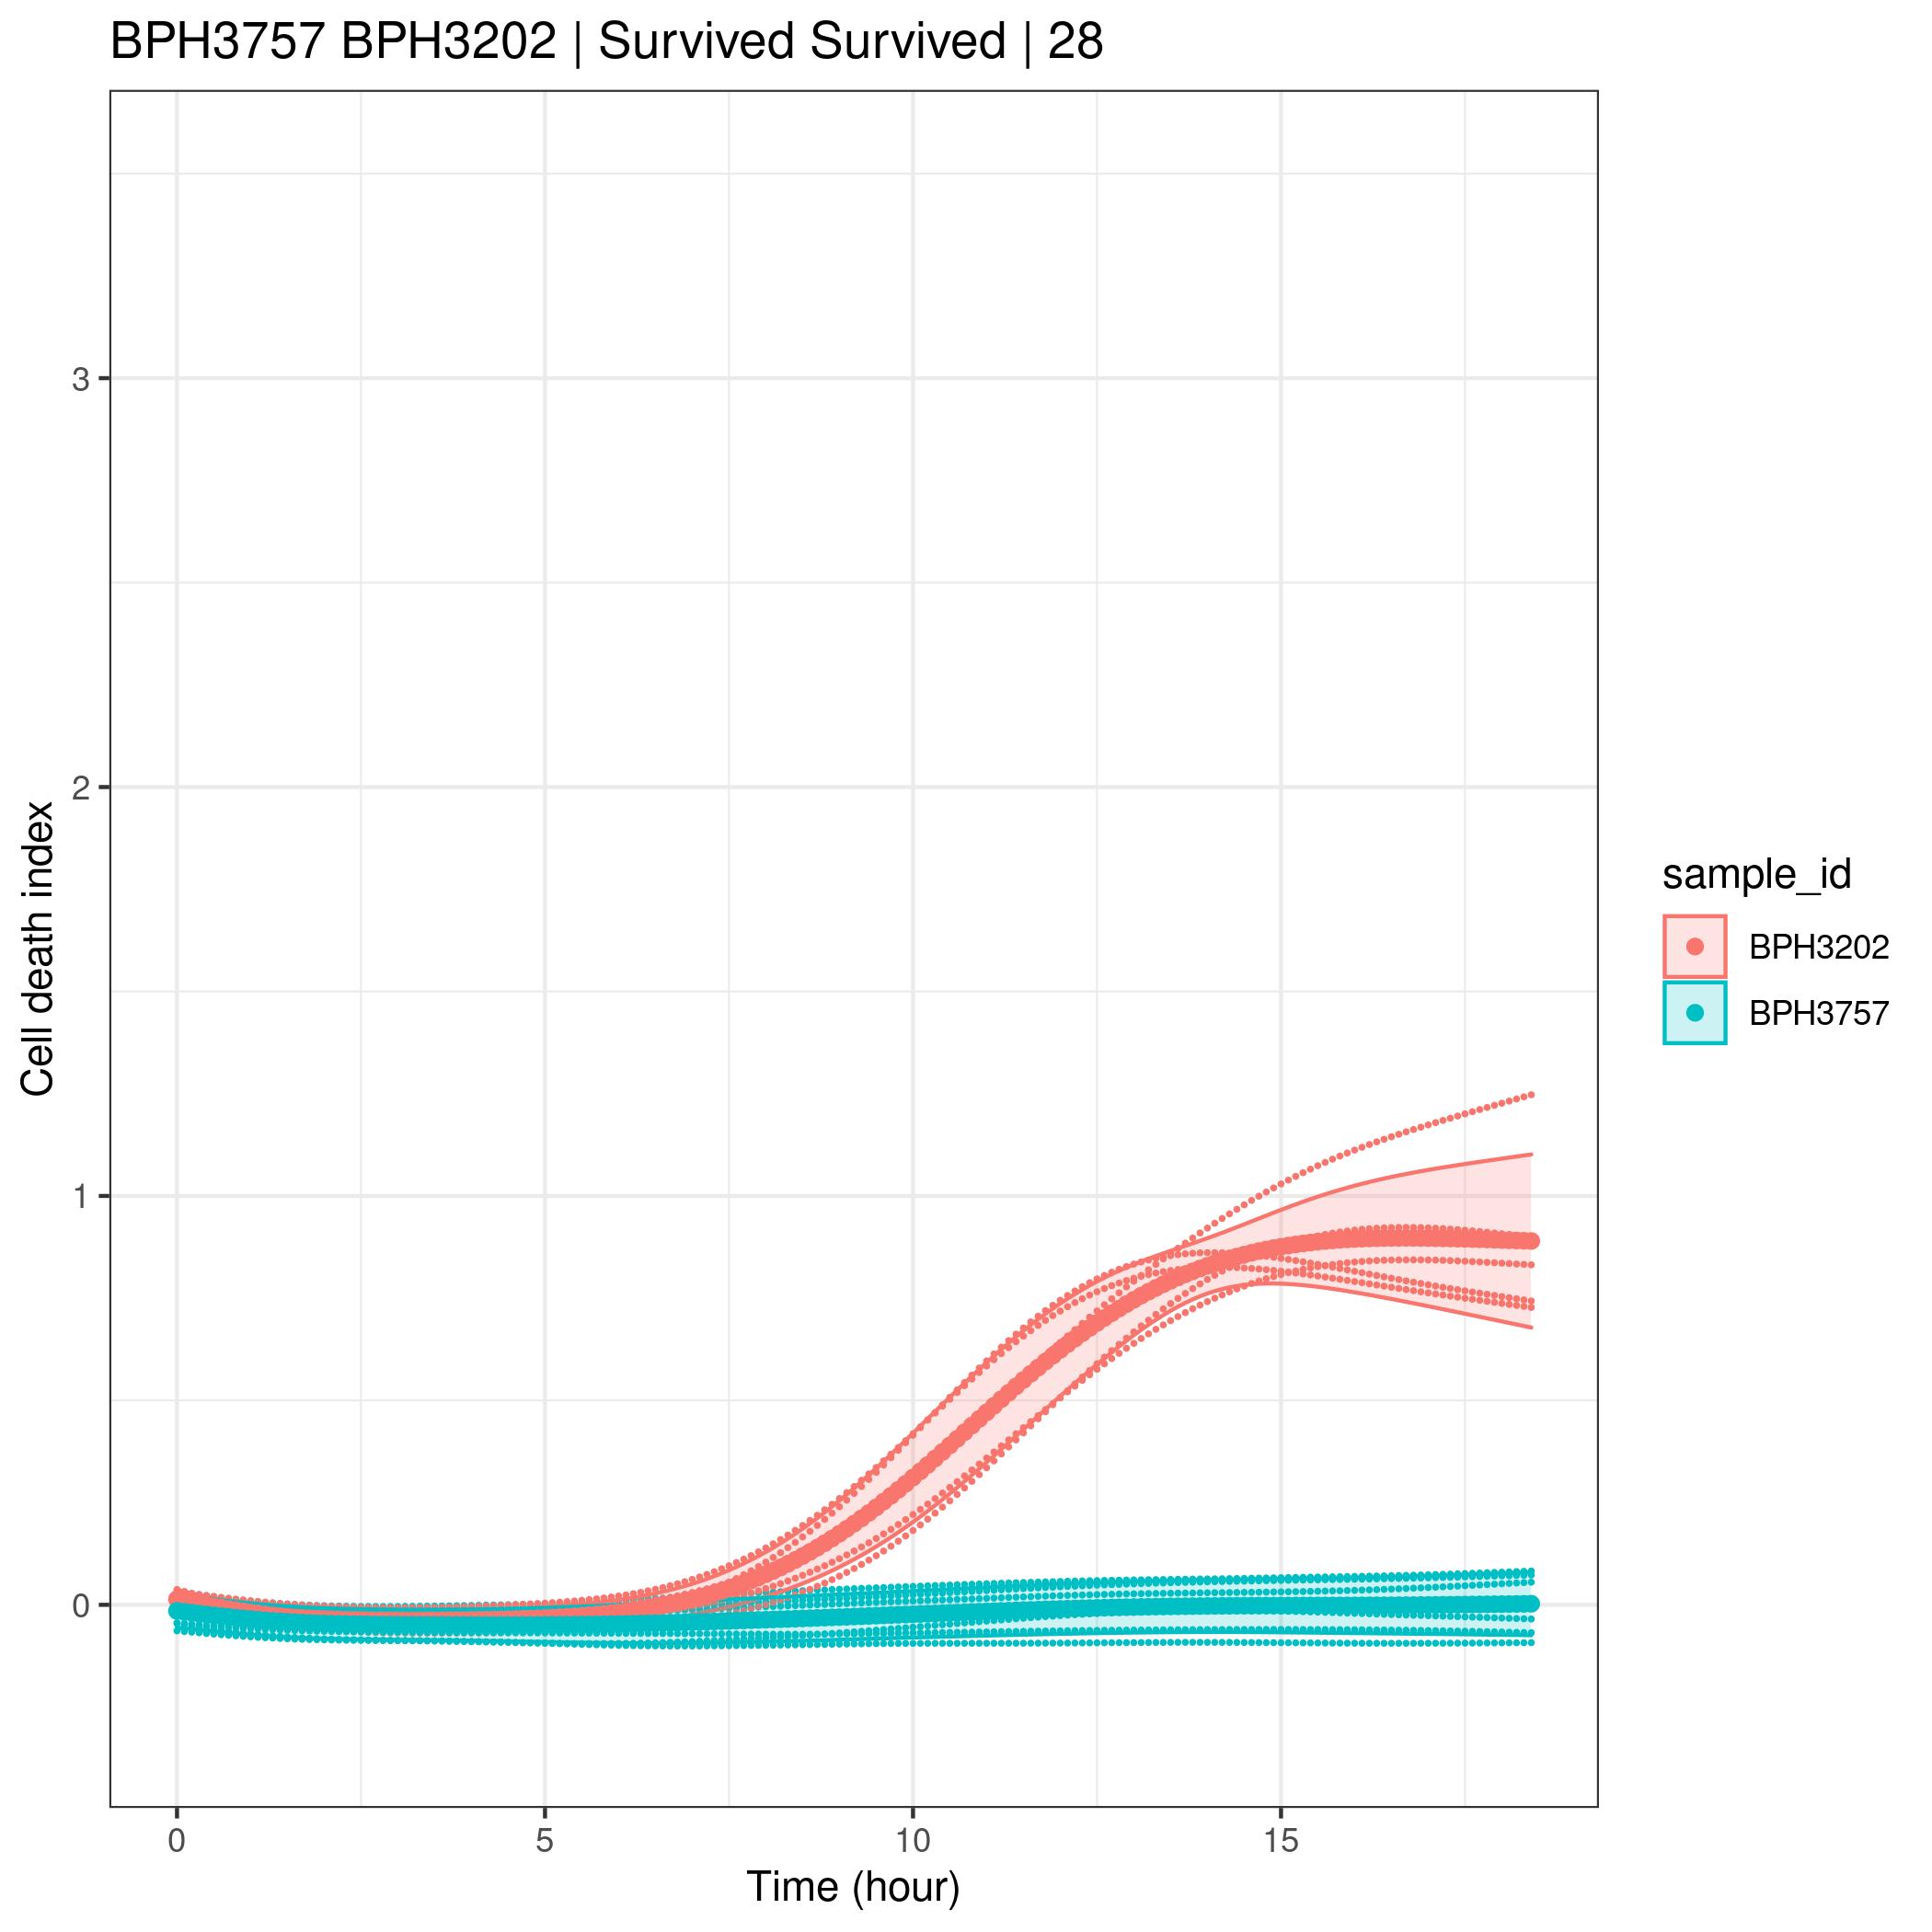 BPH3757 BPH3202 | Survived Survived | 28
3
2
1
0
Cell death index
0 5 10 15
Time (hour)
sample_id
BPH3202
BPH3757